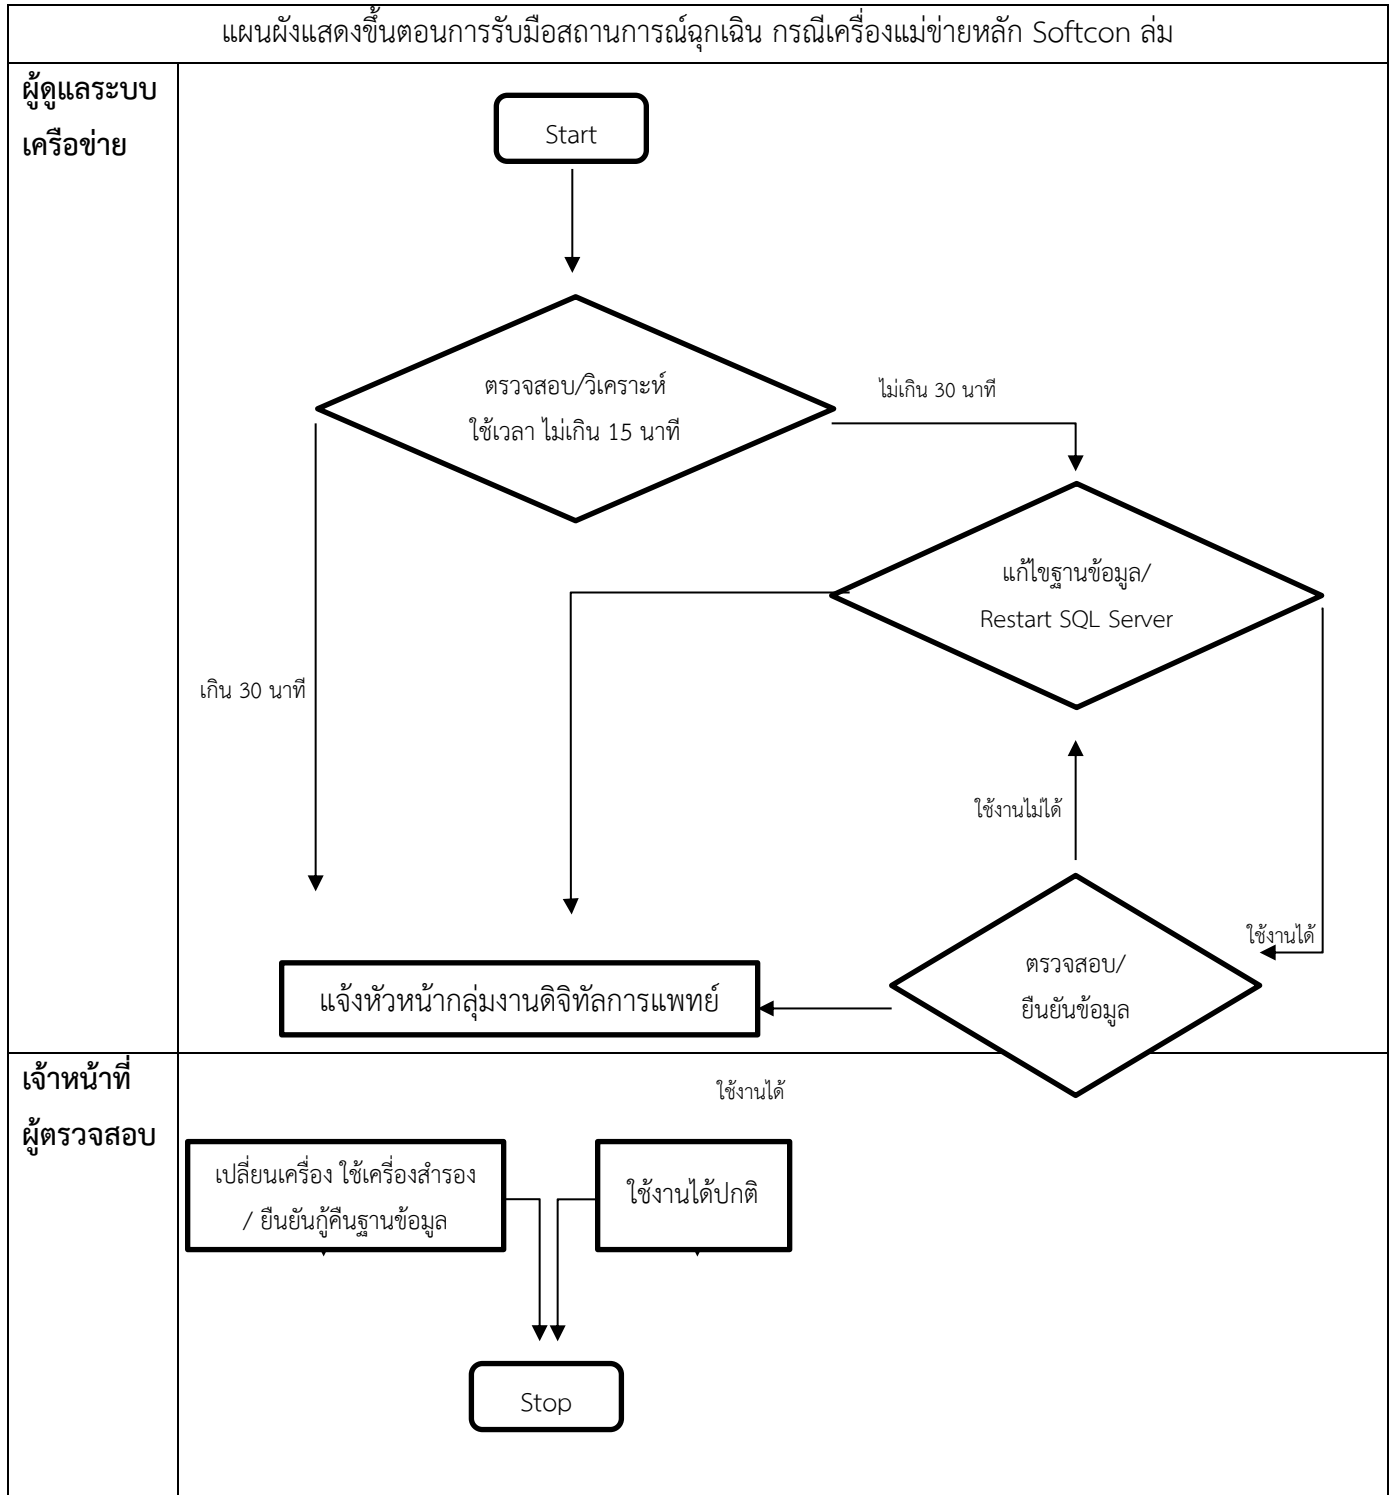 แผนผังแสดงขึ้นตอนการรับมือสถานการณ์ฉุกเฉิน กรณีเครื่องแม่ข่ายหลัก Softcon ล่ม
ผู้ดูแลระบบ
เครือข่าย
Start
ตรวจสอบ/วิเคราะห์
ใช้เวลา ไม่เกิน 15 นาที
ไม่เกิน 30 นาที
แก้ไขฐานข้อมูล/
Restart SQL Server
เกิน 30 นาที
ใช้งานไม่ได้
ใช้งานได้
ตรวจสอบ/
ยืนยันข้อมูล
แจ้งหัวหน้ากลุ่มงานดิจิทัลการแพทย์
เจ้าหน้าที่
ผู้ตรวจสอบ
ใช้งานได้
เปลี่ยนเครื่อง ใช้เครี่องสำรอง
/ ยืนยันกู้คืนฐานข้อมูล
ใช้งานได้ปกติ
Stop